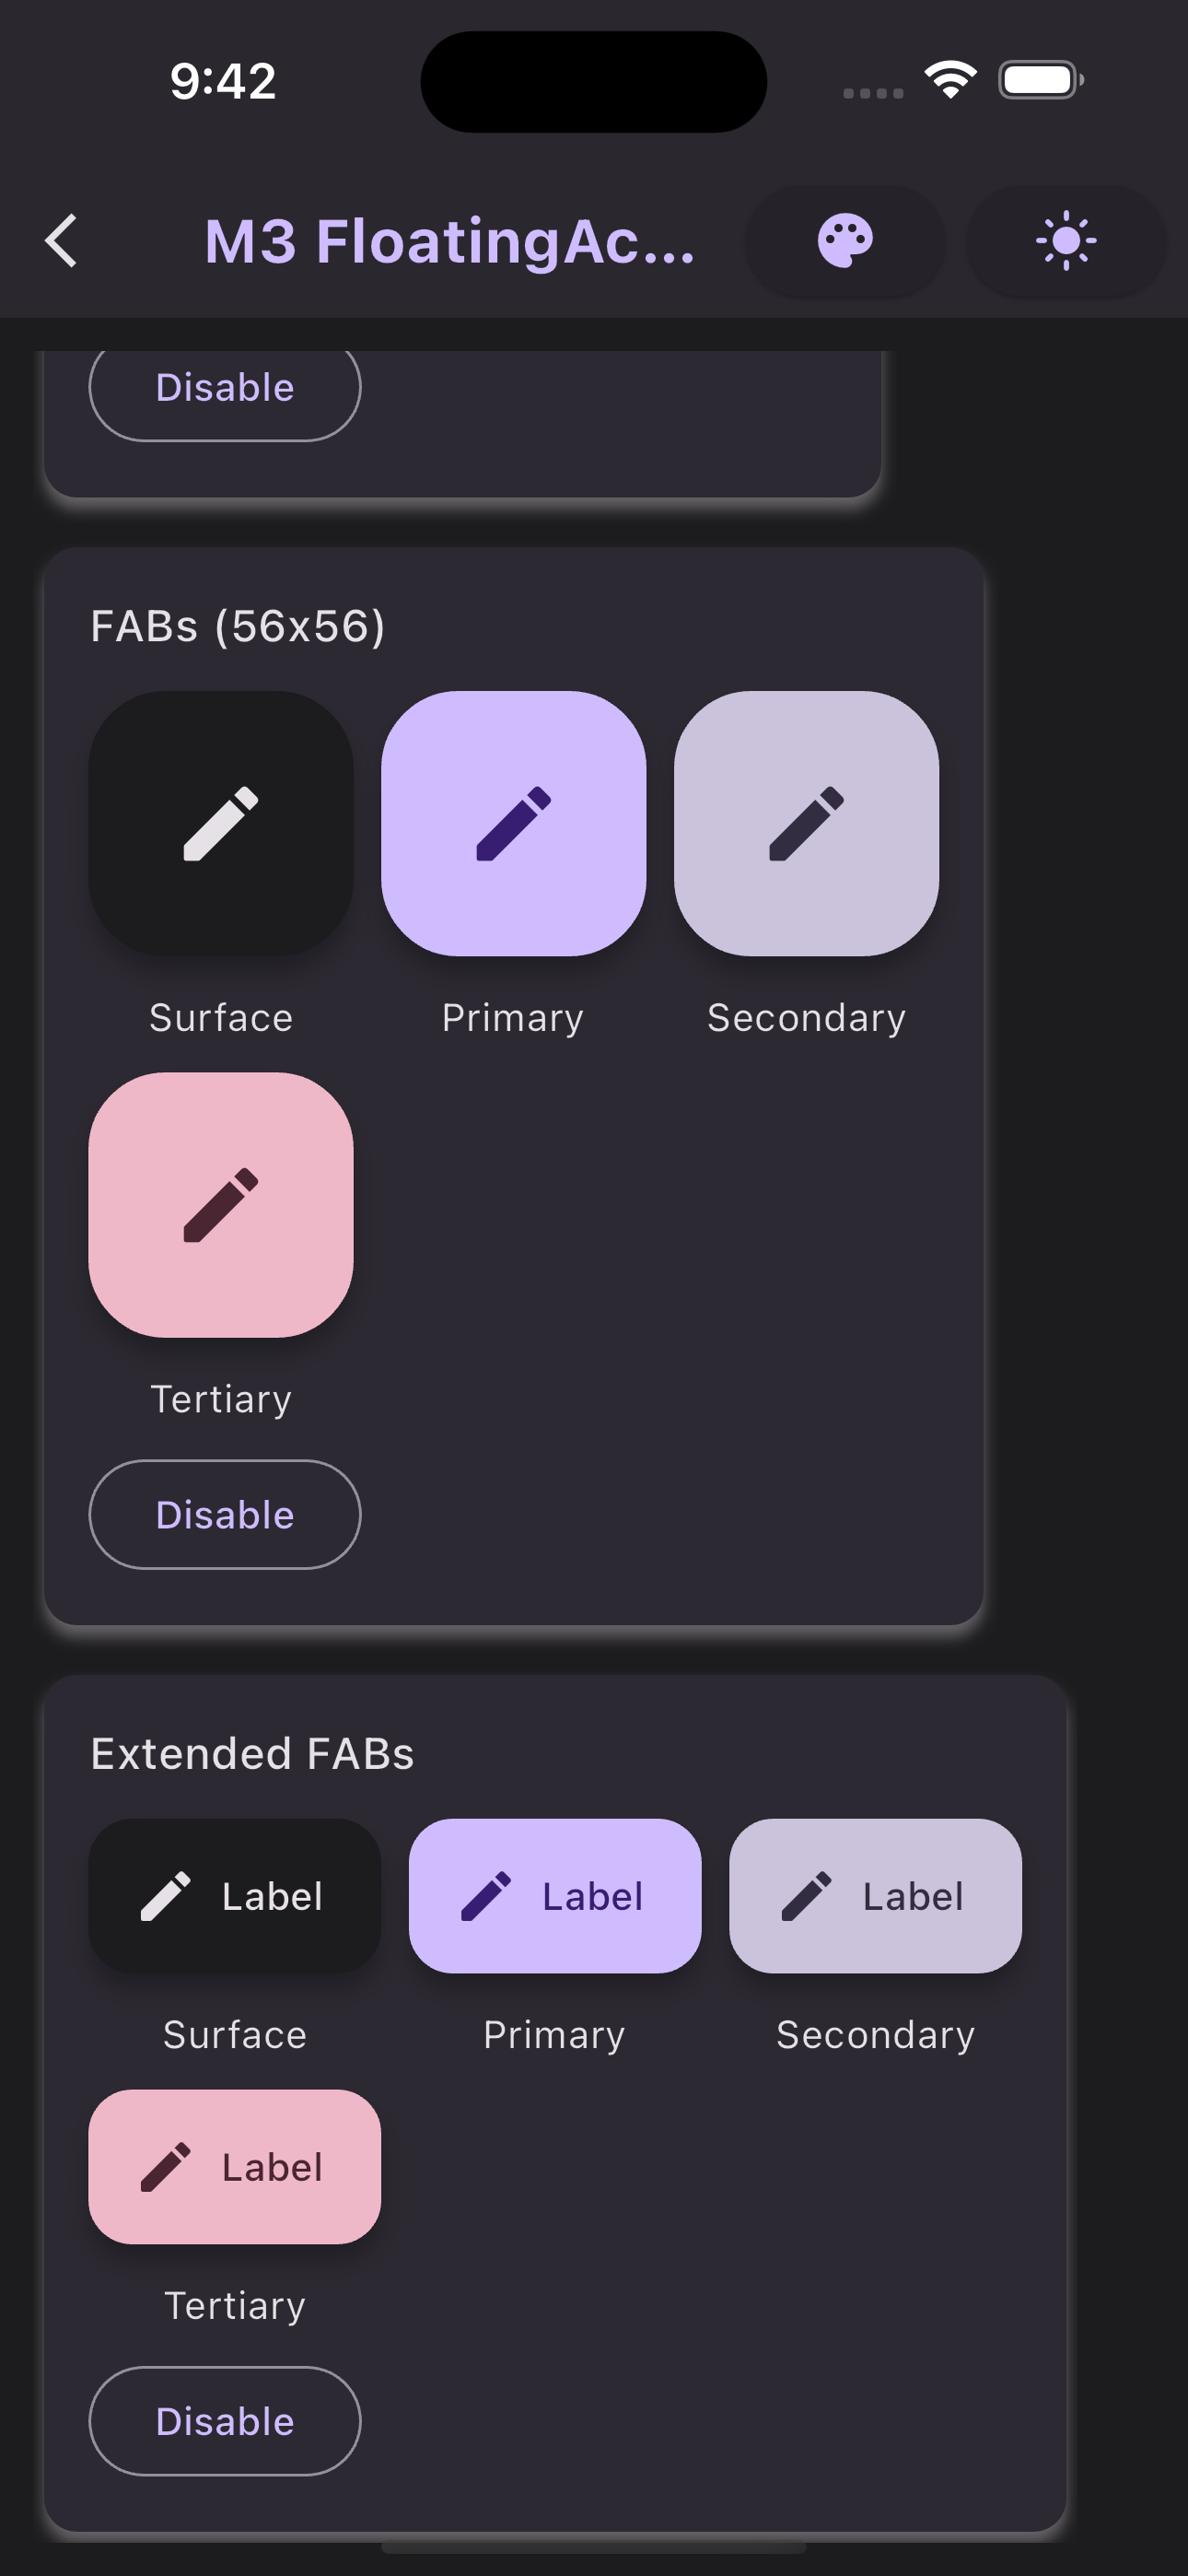 9:42
M3 FloatingAc...
Disable
FABs (56x56)
Surface Primary Secondary
Tertiary
Disable
Extended FABs
Label Label Label
Surface Primary Secondary
Label
Tertiary
Disable